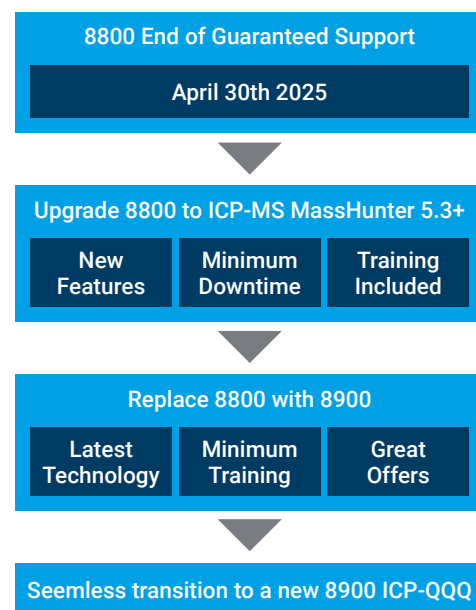 8800 End of Guaranteed Support
April 30th 2025
Upgrade 8800 to ICP-MS MassHunter 5.3+
New
Features
Minimum
Downtime
Training
Included
Replace 8800 with 8900
Latest
Technology
Minimum
Training
Great
Offers
Seemless transition to a new 8900 ICP-QQQ